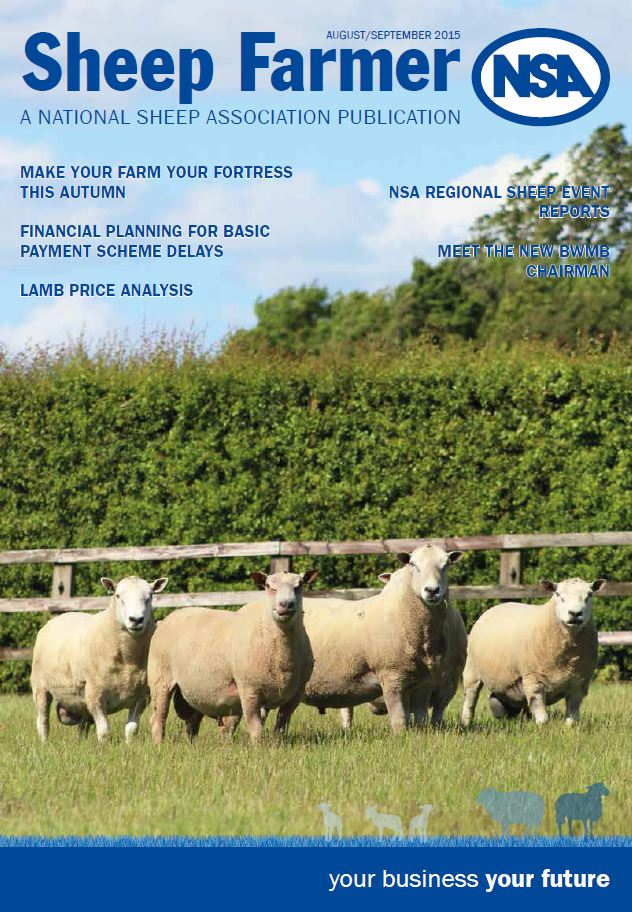 AUGUST/SEPTEMBER 2015
Sheep Farmer
NSA
A NATIONAL SHEEP ASSOCIATION PUBLICATION
MAKE YOUR FARM YOUR FORTRESS
THIS AUTUMN
FINANCIAL PLANNING FOR BASIC
PAYMENT SCHEME DELAYS
LAMB PRICE ANALYSIS
NSA REGIONAL SHEEP EVENT
REPORTS
MEET THE NEW BWMB
CHAIRMAN
your business your future